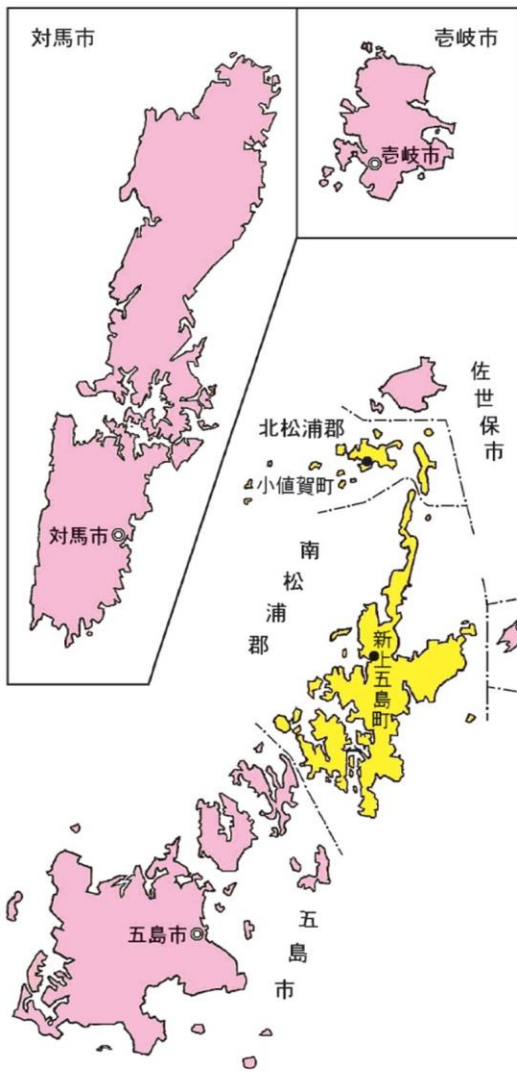 対馬市
壱岐市
壱岐市
佐世保市
北松浦郡
小値賀町
南松浦郡
対馬市
新上五島町
五島市
五島市